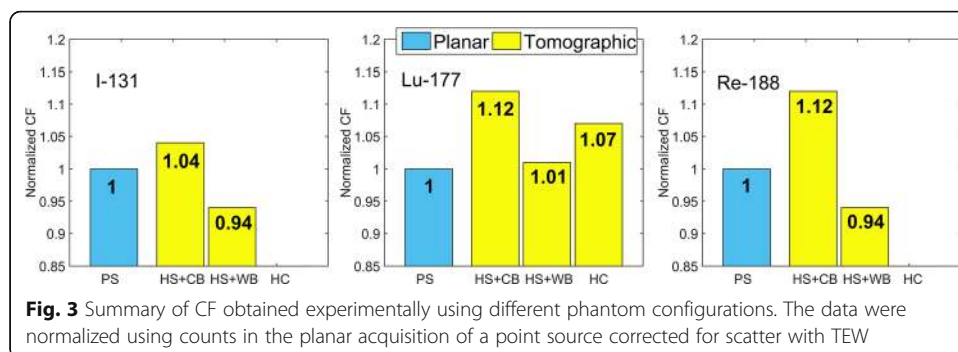 Planar Tomographic
Normalized CF
1.2
1.15
1.1
1.05
1
0.95
0.9
0.85
I-131
1
1.04
0.94
PS HS+CB HS+WB HC
Normalized CF
1.2
1.15
1.1
1.05
1
0.95
0.9
0.85
Lu-177
1
1.12
1.01
1.07
PS HS+CB HS+WB HC
Normalized CF
1.2
1.15
1.1
1.05
1
0.95
0.9
0.85
Re-188
1
1.12
0.94
PS HS+CB HS+WB HC
Fig. 3 Summary of CF obtained experimentally using different phantom configurations. The data were
normalized using counts in the planar acquisition of a point source corrected for scatter with TEW